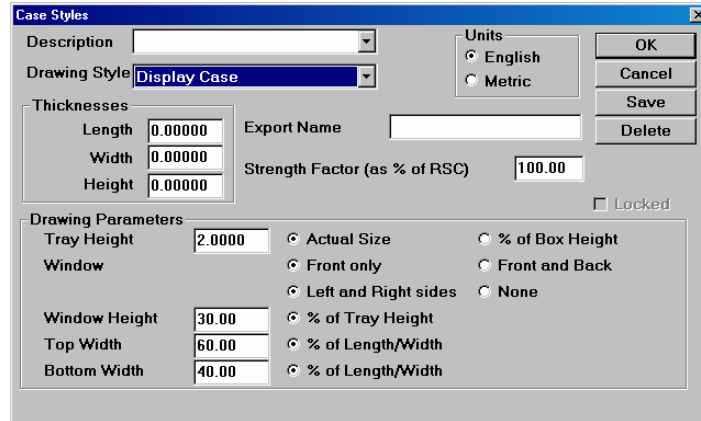 Case Styles
Description
Drawing Style Display Case
Units
English
Metric
OK
Cancel
Save
Delete
Thicknesses
Length 0.00000
Width 0.00000
Height 0.00000
Export Name
Strength Factor (as % of RSC) 100.00
Locked
Drawing Parameters
Tray Height 2.0000 Actual Size % of Box Height
Window Front only Front and Back
Left and Right sides None
Window Height 30.00 % of Tray Height
Top Width 60.00 % of Length/Width
Bottom Width 40.00 % of Length/Width